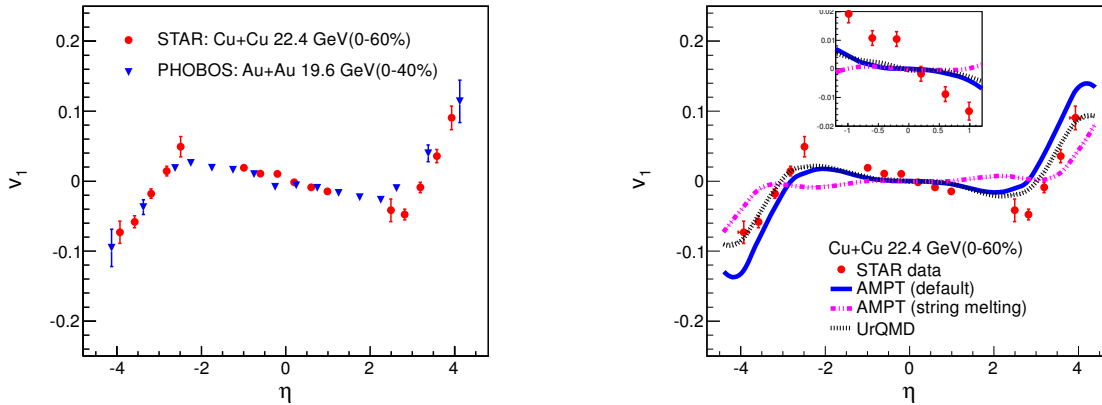 0.2
0.1
0
-0.1
-0.2
v1
STAR: Cu+Cu 22.4 GeV(0-60%)
PHOBOS: Au+Au 19.6 GeV(0-40%)
-4 -2 0 2 4
η
0.2
0.1
0
-0.1
-0.2
v1
0.02
0.01
0
-0.01
-0.02
-1 -0.5 0 0.5 1
Cu+Cu 22.4 GeV(0-60%)
STAR data
AMPT (default)
AMPT (string melting)
UrQMD
-4 -2 0 2 4
η